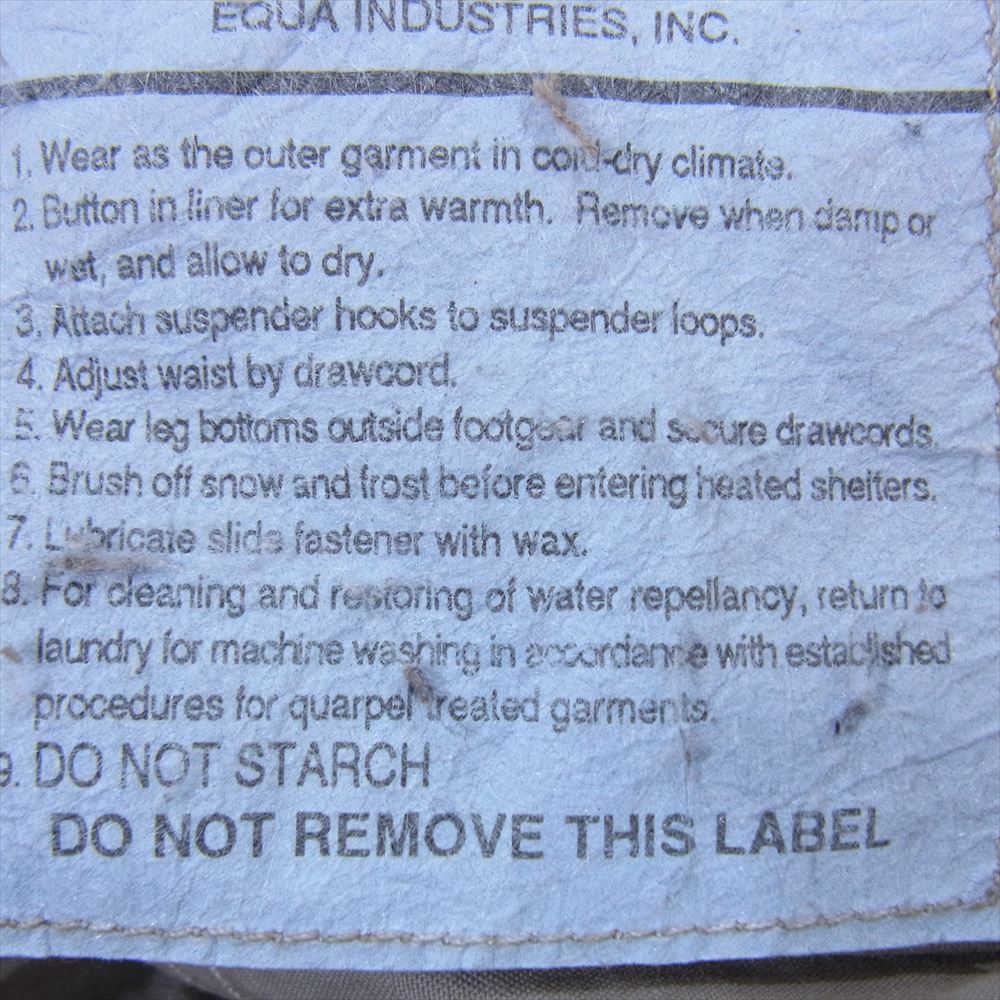 EQUA INDUSTRIES, INC.
1. Wear as the outer garment in cold-dry climate.
2. Button in liner for extra warmth. Remove when damp or
wet, and allow to dry.
3. Attach suspender hooks to suspender loops.
4. Adjust waist by drawcord.
5. Wear leg bottoms outside footgear and secure drawcords.
6. Brush off snow and frost before entering heated shelters.
7. Lubricate slide fastener with wax.
8. For cleaning and restoring of water repellancy, return to
laundry for machine washing in accordance with established
procedures for quarpel treated garments.
9. DO NOT STARCH
DO NOT REMOVE THIS LABEL